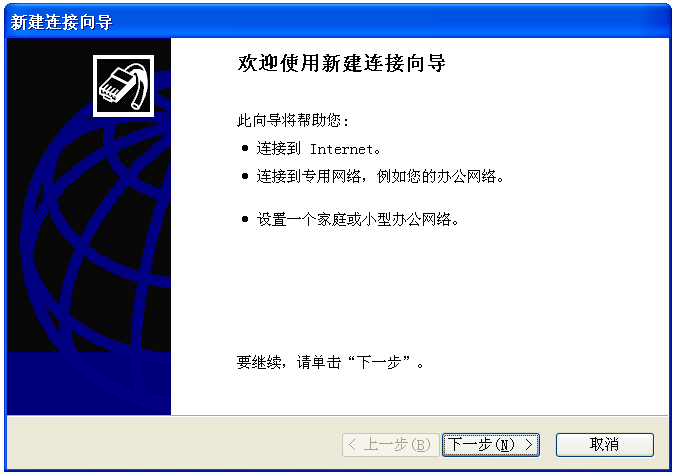 新建连接向导
欢迎使用新建连接向导
此向导将帮助您:
● 连接到 Internet。
● 连接到专用网络，例如您的办公网络。
● 设置一个家庭或小型办公网络。
要继续，请单击“下一步”。
< 上一步(B)
下一步(N) >
取消